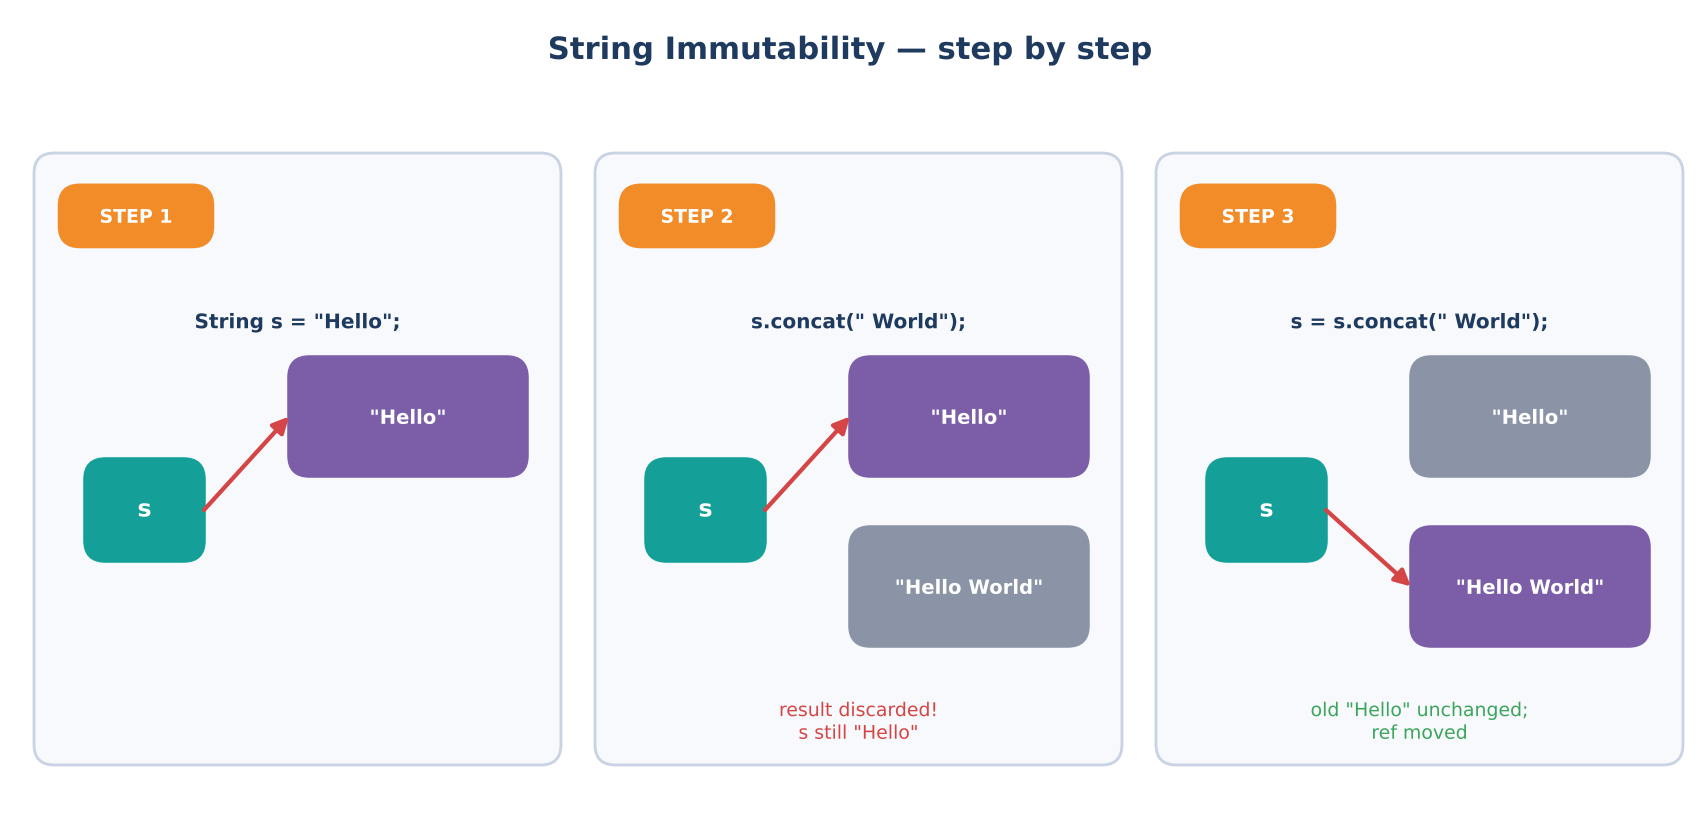 String Immutability — step by step
STEP 1
String s = "Hello";
"Hello"
s
STEP 2
s.concat(" World");
"Hello"
s
"Hello World"
result discarded!
s still "Hello"
STEP 3
s = s.concat(" World");
"Hello"
s
"Hello World"
old "Hello" unchanged;
ref moved